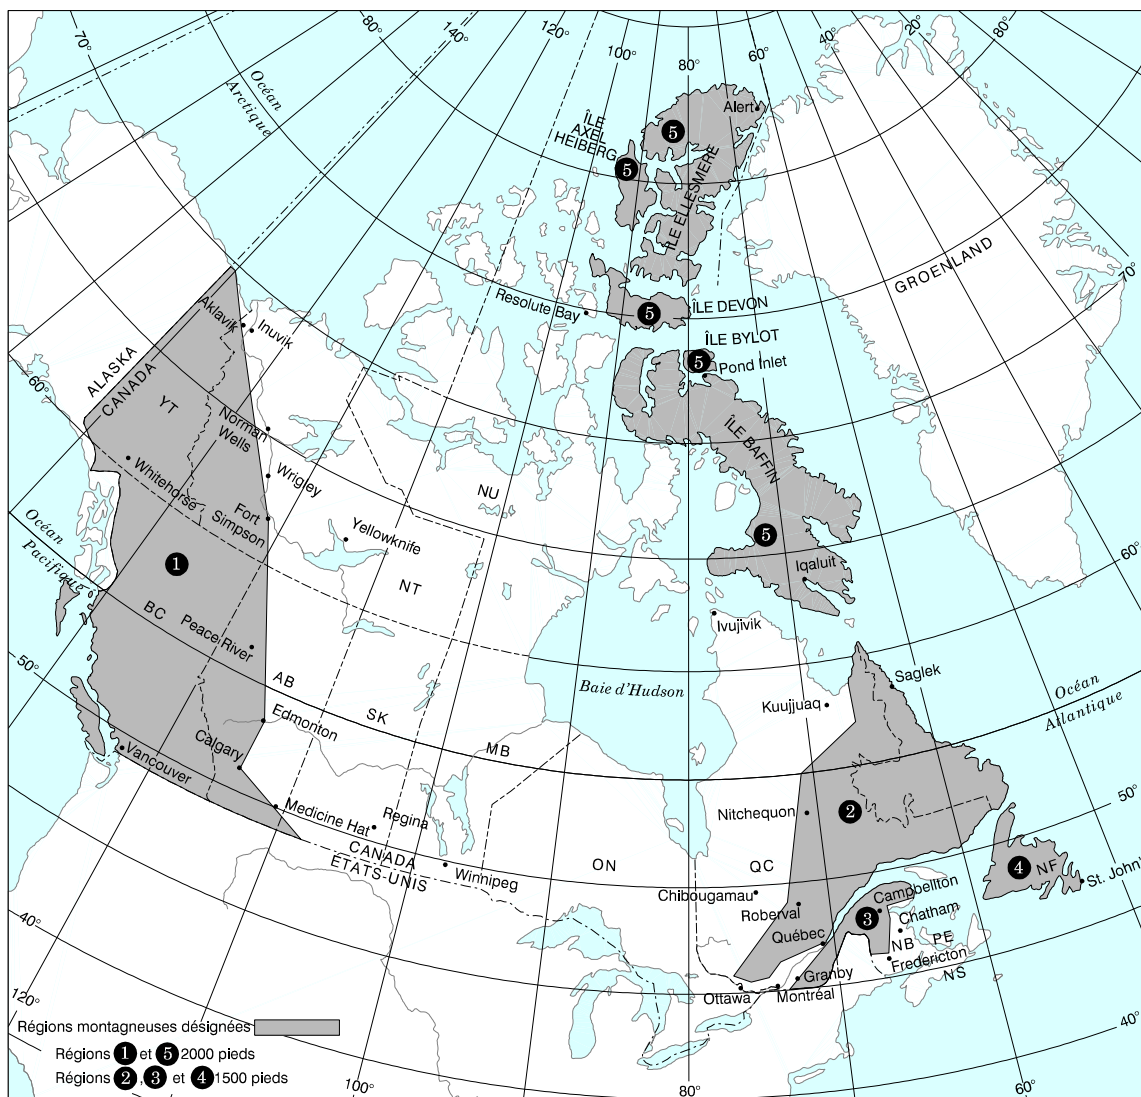 70°
80°
160°
140°
120°
100°
80°
60°
40°
20°
80°
Océan
Arctique
Alert
ÎLE
AXEL
HEIBERG
5
5
ÎLE ELLESMERE
GROENLAND
70°
Resolute Bay
ÎLE DEVON
5
ÎLE BYLOT
5
Pond Inlet
Aklavik
Inuvik
ALASKA
CANADA
60°
YT
Norman
Wells
ÎLE BAFFIN
Whitehorse
Wrigley
NU
Fort
Simpson
Yellowknife
5
Océan
Pacifique
1
NT
Iqaluit
60°
BC
Peace River
Ivujivik
50°
AB
SK
Baie d'Hudson
Saglek
Océan
Atlantique
Kuujjuaq
Edmonton
MB
Vancouver
Calgary
Medicine Hat
Regina
Nitchequon
2
50°
CANADA
ÉTATS-UNIS
Winnipeg
ON
QC
4
NF
St. John
Chibougamau
Roberval
Campbellton
3
Chatham
40°
Québec
NB
PE
Fredericton
NS
Granby
Ottawa
Montréal
120°
40°
Régions montagneuses désignées
Régions 1 et 5 2000 pieds
Régions 2, 3 et 4 1500 pieds
100°
80°
60°